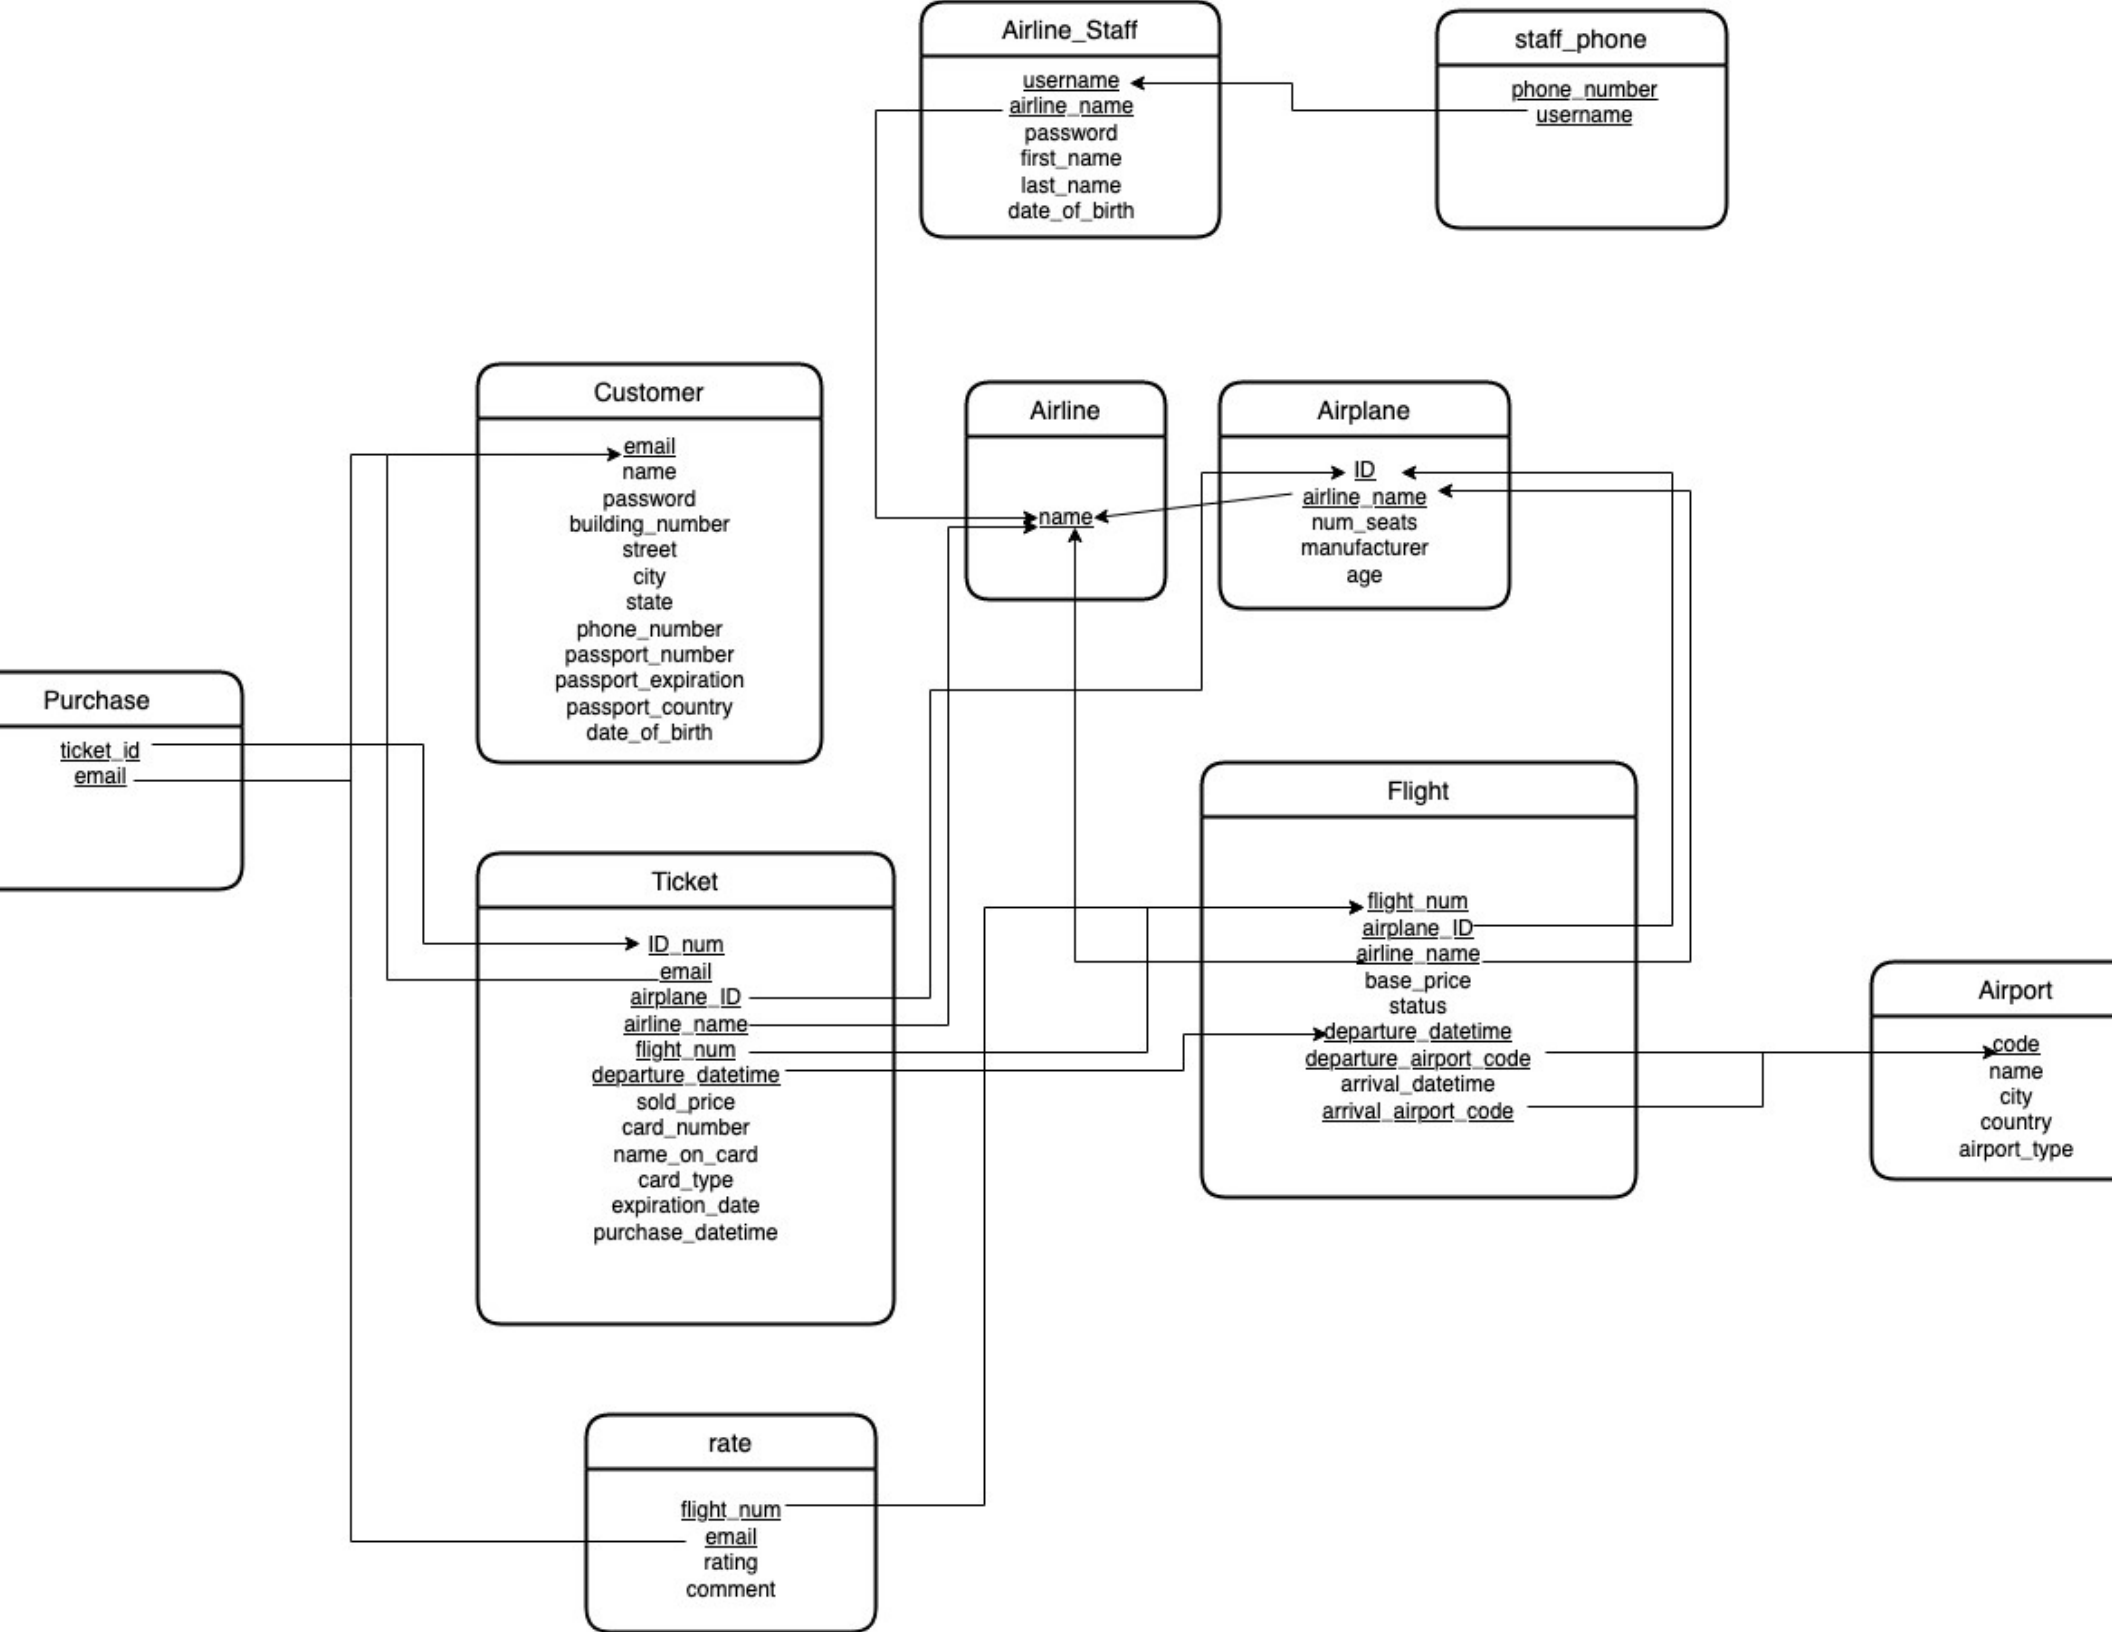 Airline_Staff
username
airline_name
password
first_name
last_name
date_of_birth
staff_phone
phone_number
username
Customer
email
name
password
building_number
street
city
state
phone_number
passport_number
passport_expiration
passport_country
date_of_birth
Airline
name
Airplane
ID
airline_name
num_seats
manufacturer
age
Purchase
ticket_id
email
Ticket
ID_num
email
airplane_ID
airline_name
flight_num
departure_datetime
sold_price
card_number
name_on_card
card_type
expiration_date
purchase_datetime
Flight
flight_num
airplane_ID
airline_name
base_price
status
departure_datetime
departure_airport_code
arrival_datetime
arrival_airport_code
Airport
code
name
city
country
airport_type
rate
flight_num
email
rating
comment